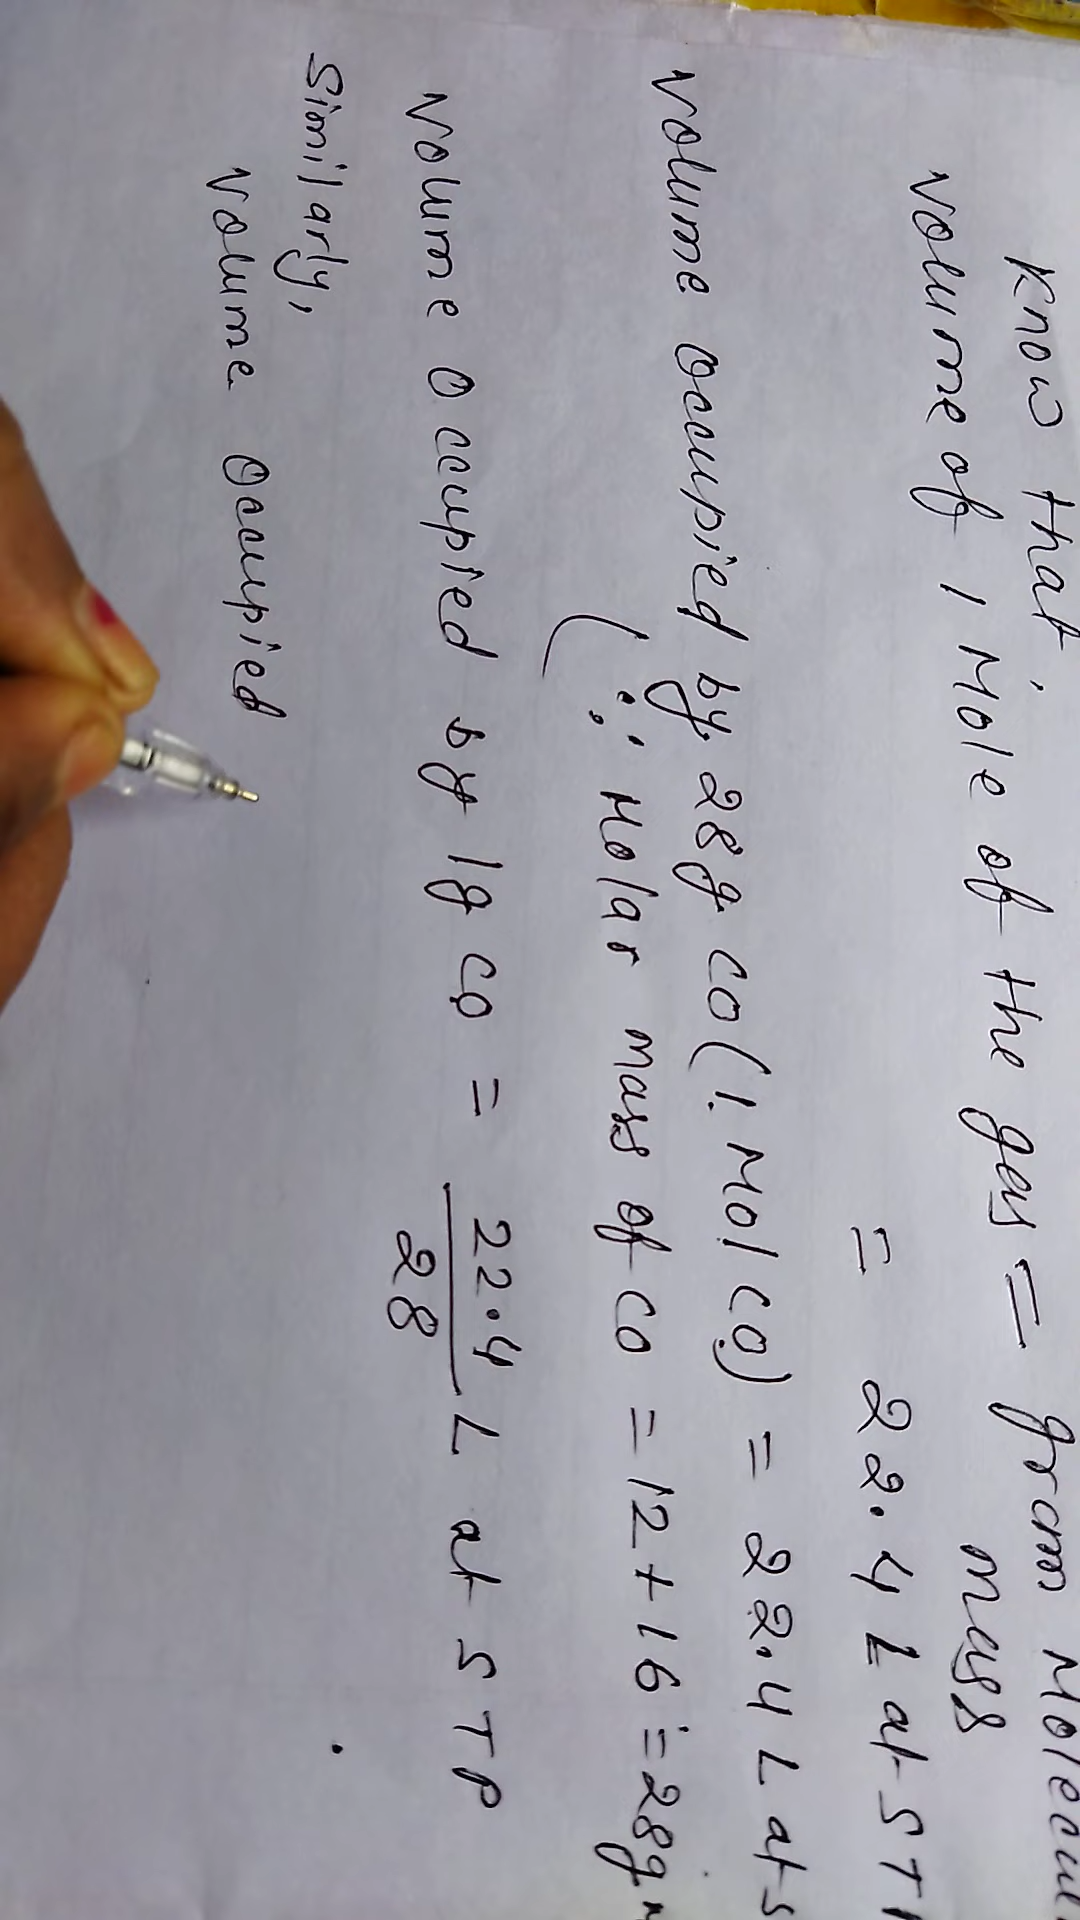 Know that,
Volume of 1 Mole of the gas = gram Molecu
mass
= 22.4 L at ST
Volume occupied by 28g CO (1 Mol CO) = 22.4 L at S
(∵ Molar mass of CO = 12 + 16 = 28g
Volume Occupied by 1g CO = 22.4/28 L at STP
Similarly,
Volume Occupied